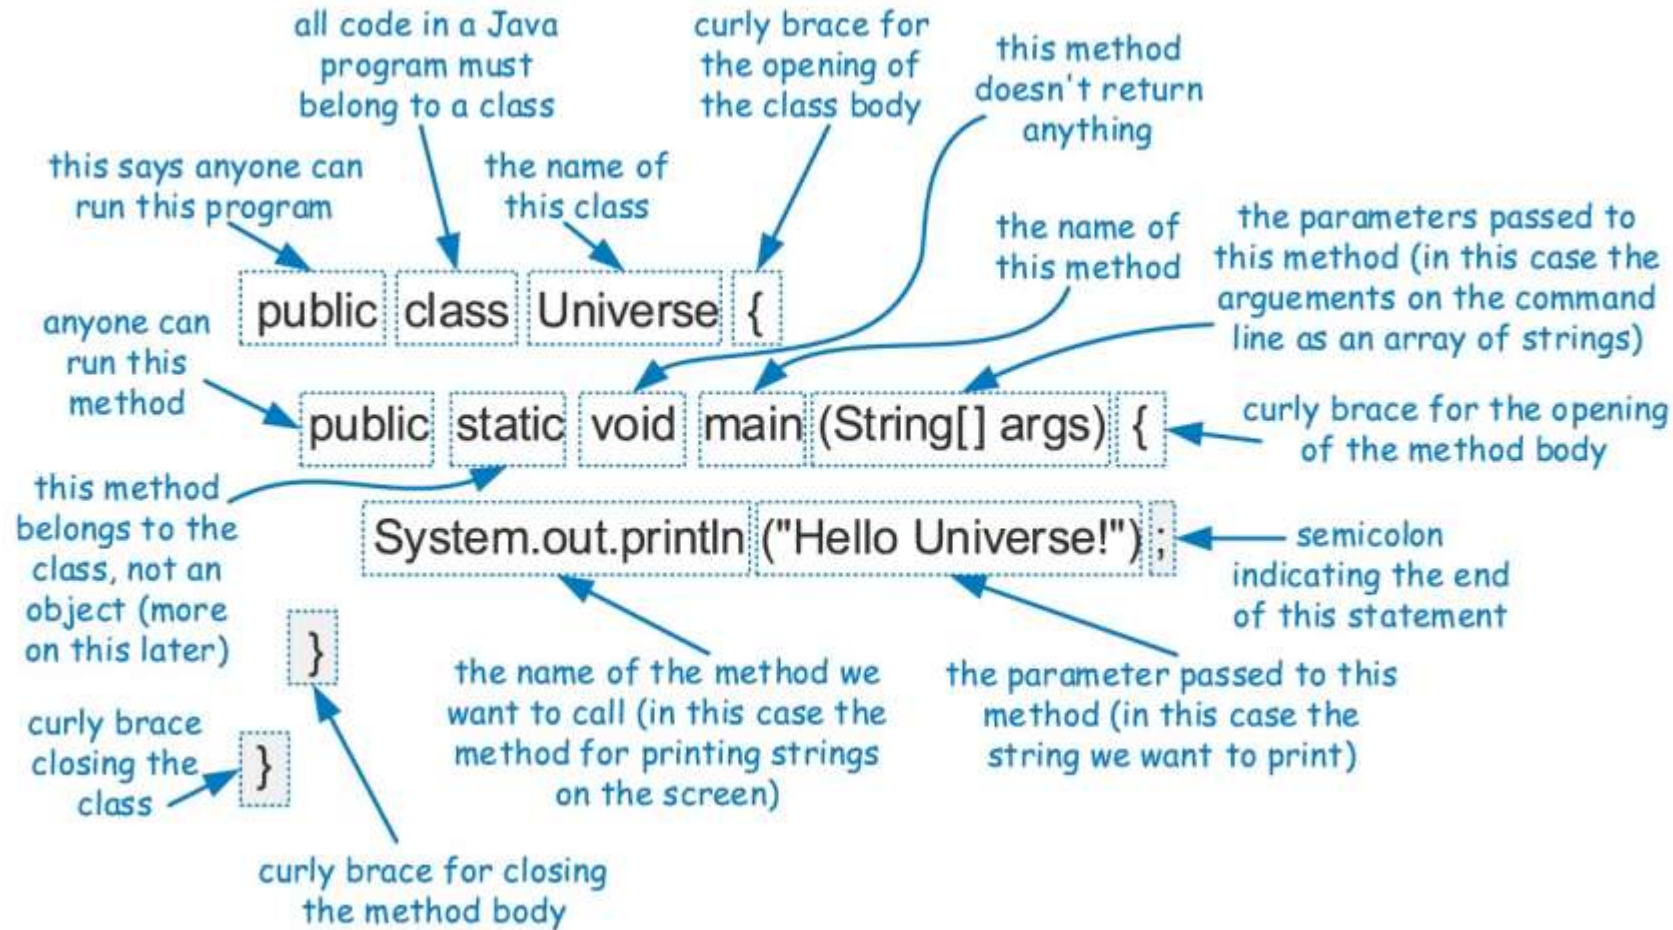 all code in a Java
program must
belong to a class
curly brace for
the opening of
the class body
this method
doesn't return
anything
this says anyone can
run this program
the name of
this class
the name of
this method
the parameters passed to
this method (in this case the
arguements on the command
line as an array of strings)
public class Universe {
anyone can
run this
method
public static void main (String[] args) {
curly brace for the opening
of the method body
this method
belongs to the
class, not an
object (more
on this later)
System.out.println ("Hello Universe!") ;
semicolon
indicating the end
of this statement
}
the name of the method we
want to call (in this case the
method for printing strings
on the screen)
the parameter passed to this
method (in this case the
string we want to print)
curly brace
closing the
class
}
curly brace for closing
the method body